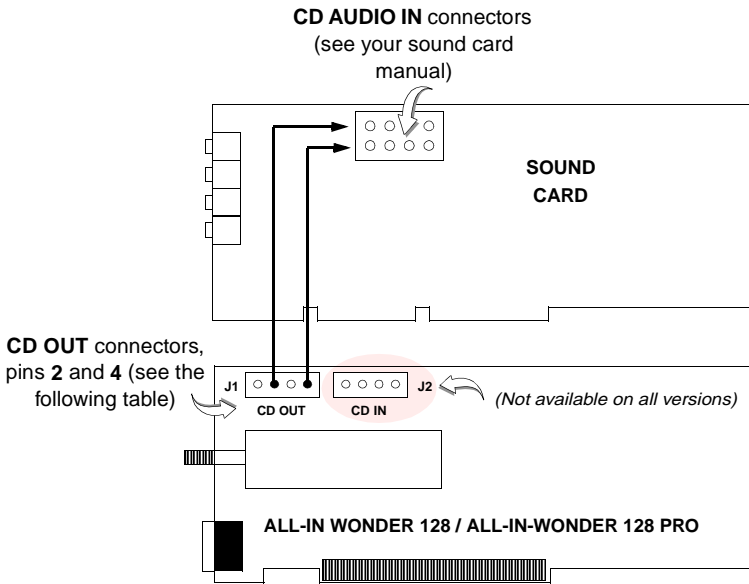 CD AUDIO IN connectors
(see your sound card
manual)
SOUND
CARD
CD OUT connectors,
pins 2 and 4 (see the
following table)
J1
CD OUT
CD IN
J2
(Not available on all versions)
ALL-IN WONDER 128 / ALL-IN-WONDER 128 PRO